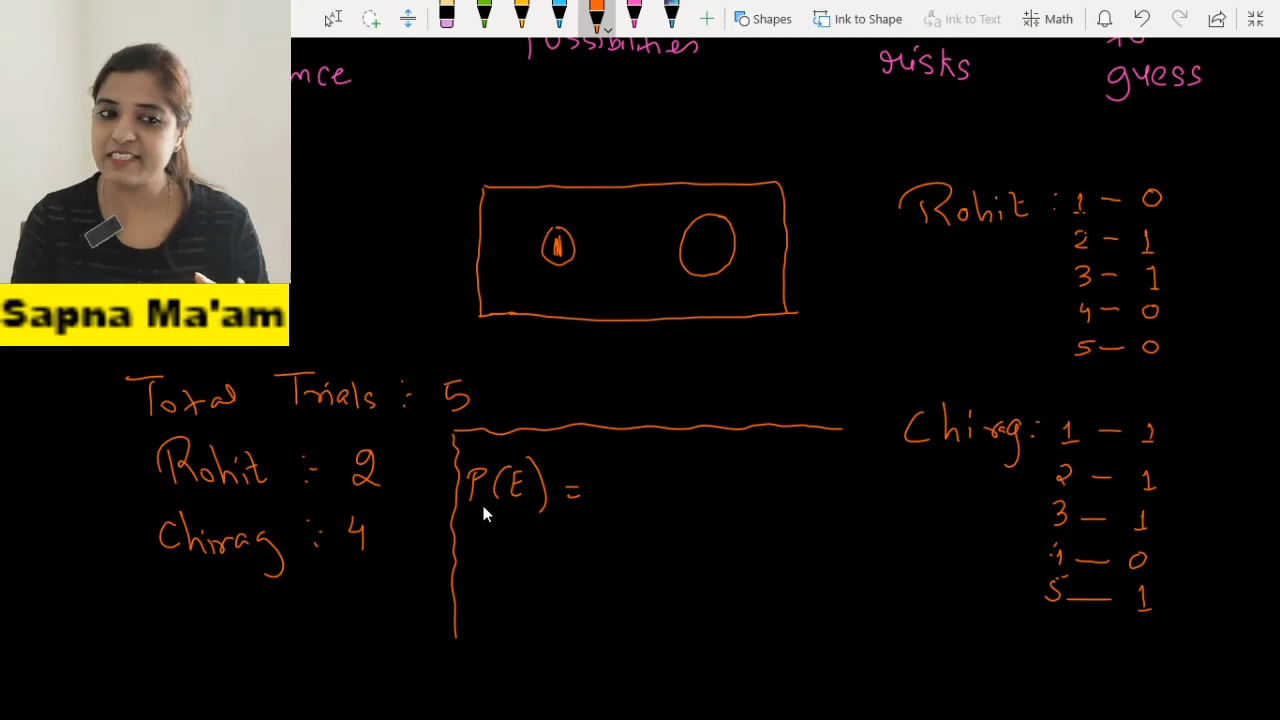 Shapes Ink to Shape Ink to Text Math
possibilities
nce
risks
to
guess
Sapna Ma'am
Rohit : 1 - 0
2 - 1
3 - 1
4 - 0
5 - 0
Total Trials : 5
Rohit : 2
Chirag : 4
P(E) =
Chirag : 1 - 1
2 - 1
3 - 1
4 - 0
5 - 1